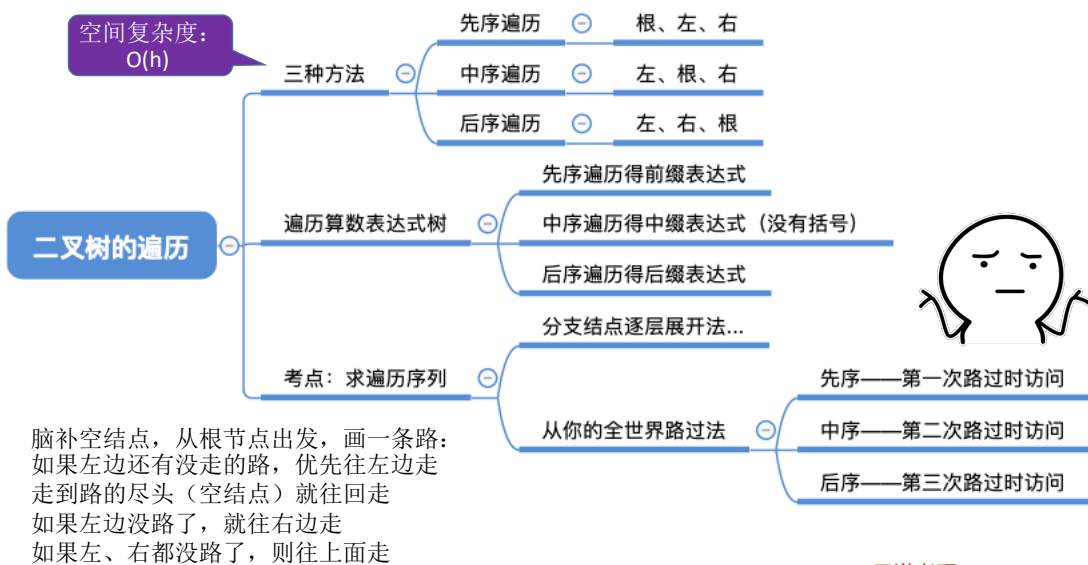 空间复杂度：
O(h)
三种方法
先序遍历
根、左、右
中序遍历
左、根、右
后序遍历
左、右、根
二叉树的遍历
遍历算数表达式树
先序遍历得前缀表达式
中序遍历得中缀表达式（没有括号）
后序遍历得后缀表达式
考点：求遍历序列
分支结点逐层展开法...
从你的全世界路过法
先序——第一次路过时访问
中序——第二次路过时访问
后序——第三次路过时访问
脑补空结点，从根节点出发，画一条路：
如果左边还有没走的路，优先往左边走
走到路的尽头（空结点）就往回走
如果左边没路了，就往右边走
如果左、右都没路了，则往上面走